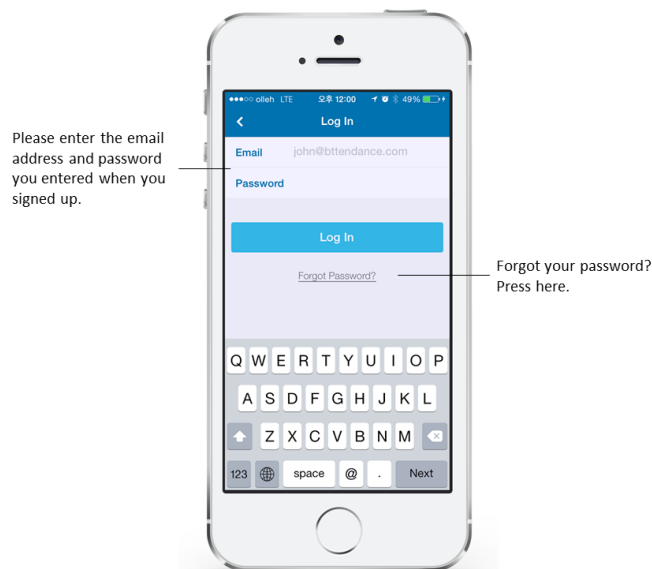 olleh LTE 오후 12:00 49%
Log In
Please enter the email
address and password
you entered when you
signed up.
Email john@bttendance.com
Password
Log In
Forgot Password?
Forgot your password?
Press here.
Q W E R T Y U I O P
A S D F G H J K L
Z X C V B N M
123 space @ . Next